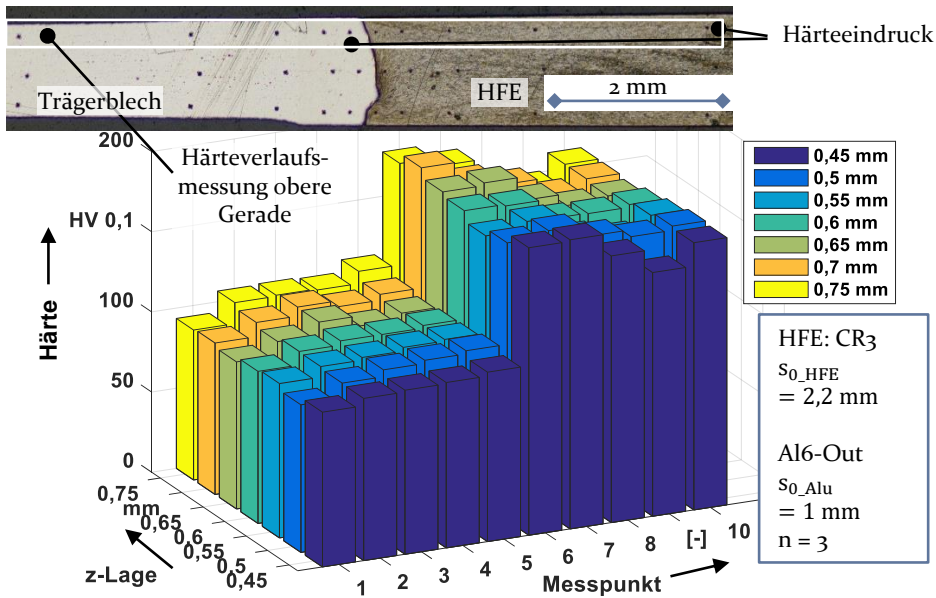 Trägerblech
HFE
2 mm
Härteeindruck
Härteverlaufs-
messung obere
Gerade
200
HV 0,1
100
50
0
Härte
0,75
mm
0,65
0,6
0,55
0,5
0,45
z-Lage
1
2
3
4
5
6
7
8
[-]
10
Messpunkt
0,45 mm
0,5 mm
0,55 mm
0,6 mm
0,65 mm
0,7 mm
0,75 mm
HFE: CR3
s0_HFE
= 2,2 mm
Al6-Out
s0_Alu
= 1 mm
n = 3